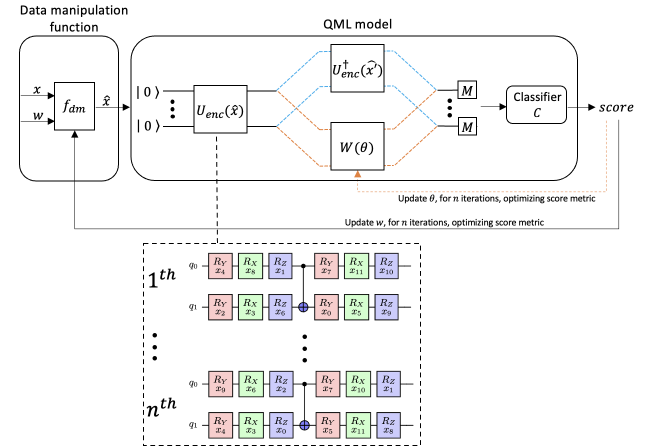 Data manipulation
function
QML model
x
w
f_dm
x̂
| 0 ⟩
| 0 ⟩
U_enc(x̂)
U†_enc(x̂')
W(θ)
M
M
Classifier
C
score
Update θ, for n iterations, optimizing score metric
Update w, for n iterations, optimizing score metric
1^th
q₀ R_Y x₄ R_X x₈ R_Z x₁ R_Y x₇ R_X x₁₁ R_Z x₁₀
q₁ R_Y x₂ R_X x₃ R_Z x₆ R_Y x₀ R_X x₅ R_Z x₉
n^th
q₀ R_Y x₉ R_X x₆ R_Z x₂ R_Y x₇ R_X x₁₀ R_Z x₁
q₁ R_Y x₄ R_X x₃ R_Z x₀ R_Y x₅ R_X x₁₁ R_Z x₈